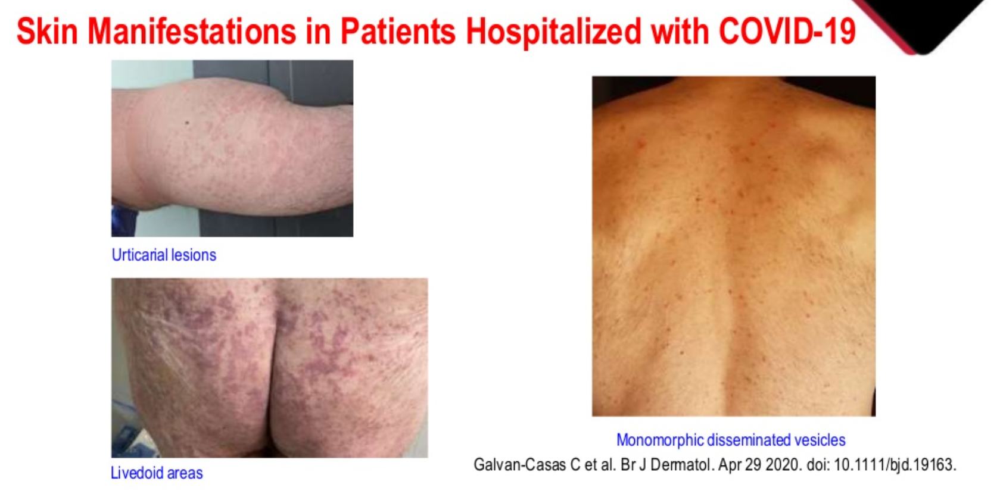 Skin Manifestations in Patients Hospitalized with COVID-19
Urticarial lesions
Livedoid areas
Monomorphic disseminated vesicles
Galvan-Casas C et al. Br J Dermatol. Apr 29 2020. doi: 10.1111/bjd.19163.